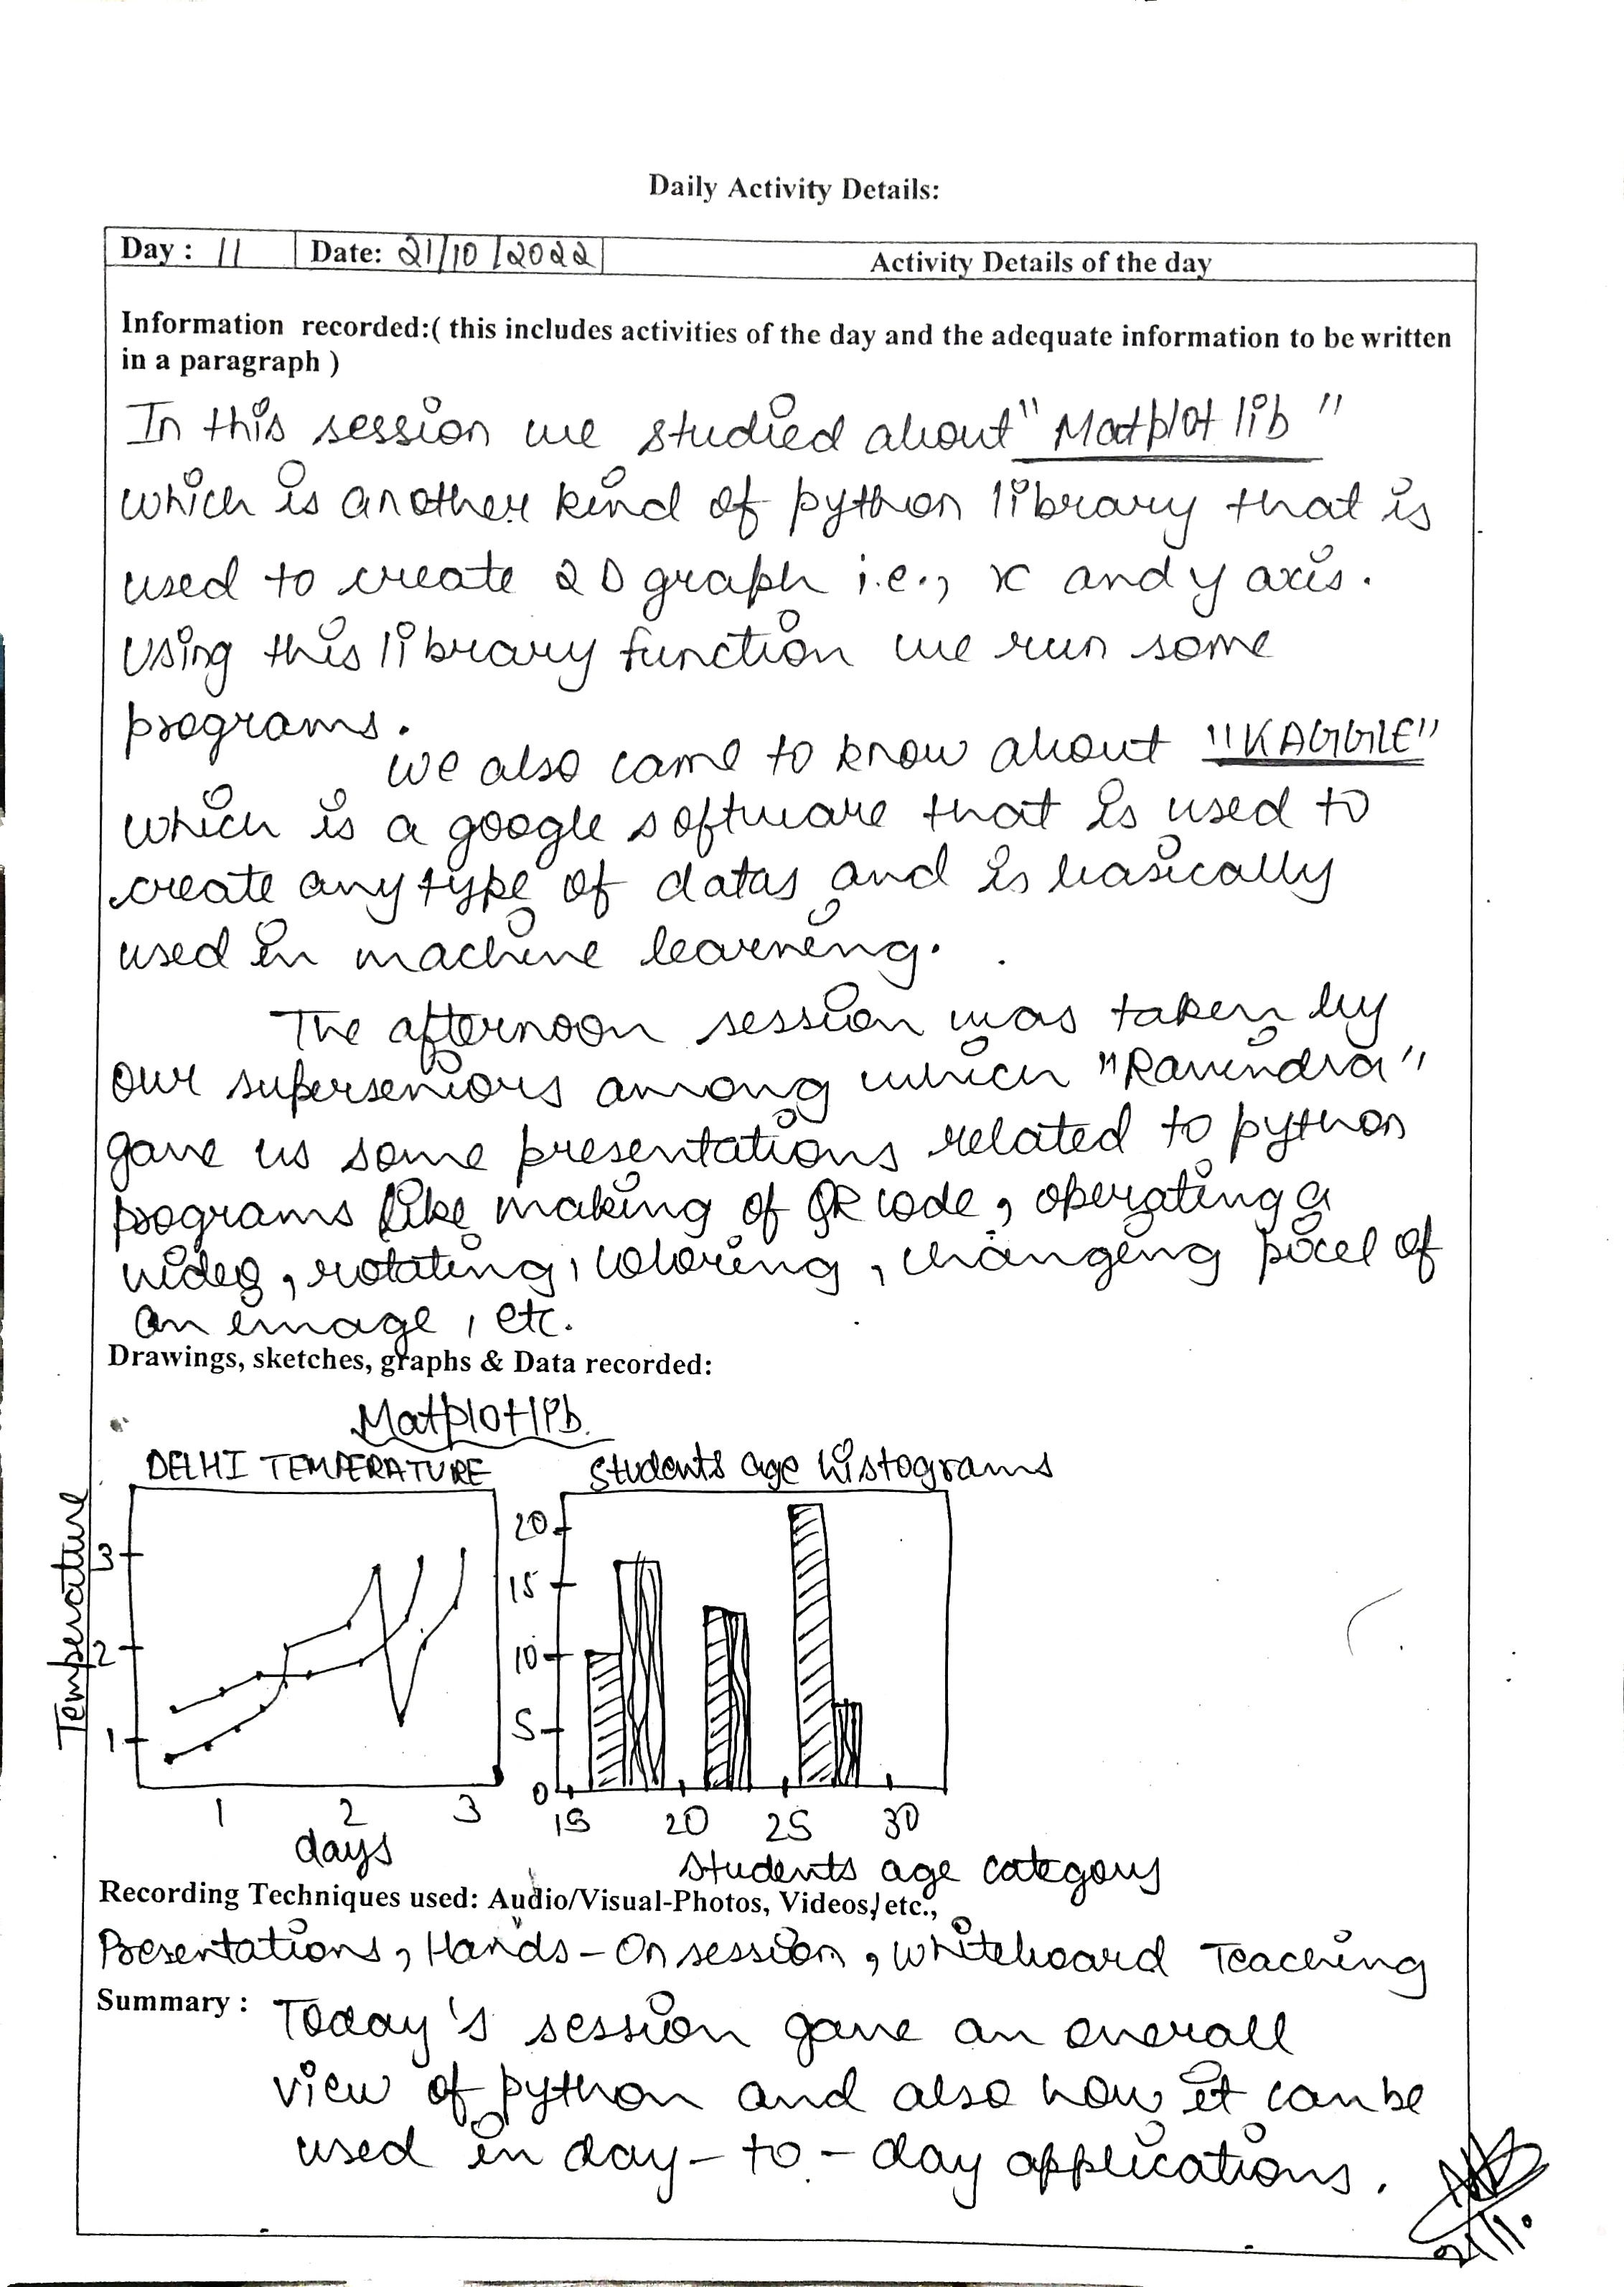 Daily Activity Details:
Day : 11 Date: 21/10/2022 Activity Details of the day
Information recorded:( this includes activities of the day and the adequate information to be written
in a paragraph )
In this session we studied about "Matplot lib"
which is another kind of python library that is
used to create 2D graph i.e., x and y axis.
Using this library function we run some
programs.
We also came to know about "KAGGLE"
which is a google software that is used to
create any type of datas and is basically
used in machine learning.
The afternoon session was taken by
our superseniors among which "Ravindra"
gave us some presentations related to python
programs like making of QR code, operating a
video, rotating, coloring, changing pixel of
an image, etc.
Drawings, sketches, graphs & Data recorded:
Matplotlib.
DELHI TEMPERATURE
Temperature
3
2
1
1 2 3
days
Students age histograms
20
15
10
5
0
15 20 25 30
Students age category
Recording Techniques used: Audio/Visual-Photos, Videos, etc.,
Presentations, Hands-On session, Whiteboard Teaching
Summary : Today's session gave an overall
view of python and also how it can be
used in day-to-day applications.
21/10